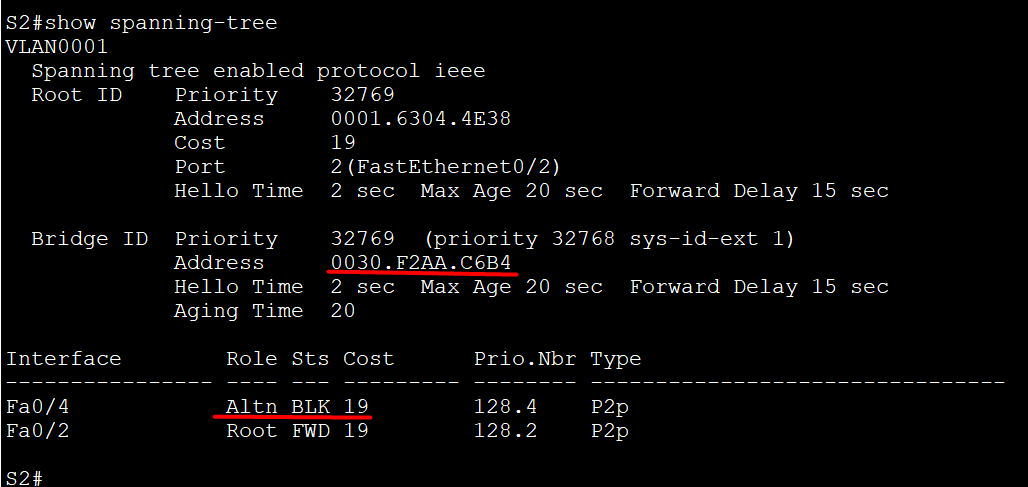 S2#show spanning-tree
VLAN0001
  Spanning tree enabled protocol ieee
  Root ID    Priority    32769
             Address     0001.6304.4E38
             Cost        19
             Port        2(FastEthernet0/2)
             Hello Time  2 sec  Max Age 20 sec  Forward Delay 15 sec

  Bridge ID  Priority    32769  (priority 32768 sys-id-ext 1)
             Address     0030.F2AA.C6B4
             Hello Time  2 sec  Max Age 20 sec  Forward Delay 15 sec
             Aging Time  20

Interface        Role Sts Cost      Prio.Nbr Type
---------------- ---- --- --------- -------- --------------------------------
Fa0/4            Altn BLK 19        128.4    P2p
Fa0/2            Root FWD 19        128.2    P2p

S2#